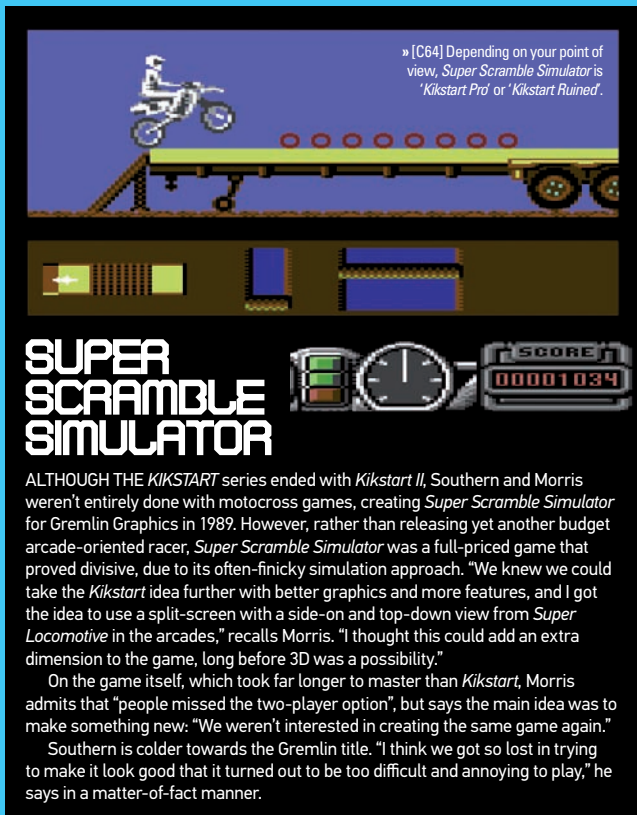 » [C64] Depending on your point of
view, Super Scramble Simulator is
‘Kikstart Pro’ or ‘Kikstart Ruined’.
SUPER
SCRAMBLE
SIMULATOR
SCORE
00001034
ALTHOUGH THE KIKSTART series ended with Kikstart II, Southern and Morris
weren’t entirely done with motocross games, creating Super Scramble Simulator
for Gremlin Graphics in 1989. However, rather than releasing yet another budget
arcade-oriented racer, Super Scramble Simulator was a full-priced game that
proved divisive, due to its often-finicky simulation approach. “We knew we could
take the Kikstart idea further with better graphics and more features, and I got
the idea to use a split-screen with a side-on and top-down view from Super
Locomotive in the arcades,” recalls Morris. “I thought this could add an extra
dimension to the game, long before 3D was a possibility.”
On the game itself, which took far longer to master than Kikstart, Morris
admits that “people missed the two-player option”, but says the main idea was to
make something new: “We weren’t interested in creating the same game again.”
Southern is colder towards the Gremlin title. “I think we got so lost in trying
to make it look good that it turned out to be too difficult and annoying to play,” he
says in a matter-of-fact manner.